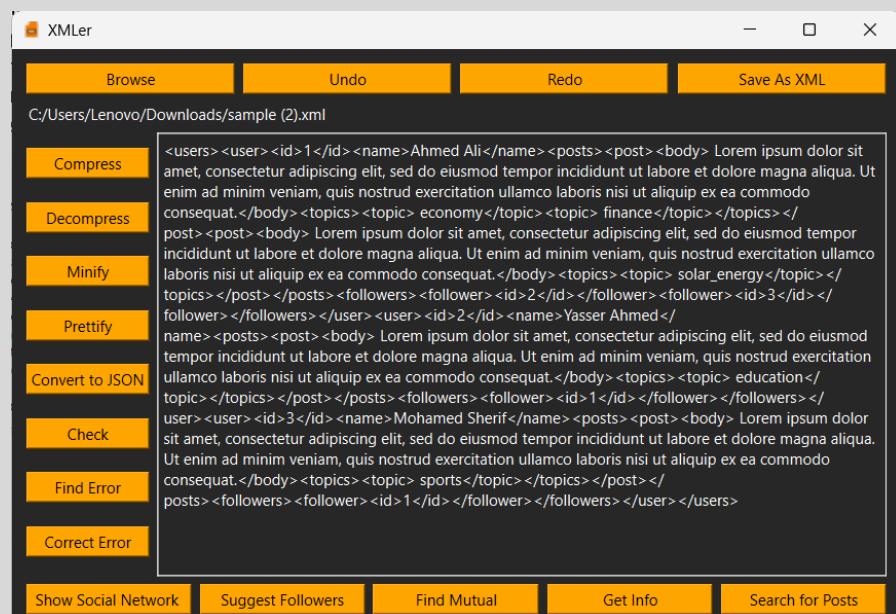 XMLer
Browse
Undo
Redo
Save As XML
C:/Users/Lenovo/Downloads/sample (2).xml
Compress
Decompress
Minify
Prettify
Convert to JSON
Check
Find Error
Correct Error
<users><user><id>1</id><name>Ahmed Ali</name><posts><post><body> Lorem ipsum dolor sit
amet, consectetur adipiscing elit, sed do eiusmod tempor incididunt ut labore et dolore magna aliqua. Ut
enim ad minim veniam, quis nostrud exercitation ullamco laboris nisi ut aliquip ex ea commodo
consequat.</body><topics><topic> economy</topic><topic> finance</topic></topics></
post><post><body> Lorem ipsum dolor sit amet, consectetur adipiscing elit, sed do eiusmod tempor
incididunt ut labore et dolore magna aliqua. Ut enim ad minim veniam, quis nostrud exercitation ullamco
laboris nisi ut aliquip ex ea commodo consequat.</body><topics><topic> solar_energy</topic></
topics></post></posts><followers><follower><id>2</id></follower><follower><id>3</id></
follower></followers></user><user><id>2</id><name>Yasser Ahmed</
name><posts><post><body> Lorem ipsum dolor sit amet, consectetur adipiscing elit, sed do eiusmod
tempor incididunt ut labore et dolore magna aliqua. Ut enim ad minim veniam, quis nostrud exercitation
ullamco laboris nisi ut aliquip ex ea commodo consequat.</body><topics><topic> education</
topic></topics></post></posts><followers><follower><id>1</id></follower></followers></
user><user><id>3</id><name>Mohamed Sherif</name><posts><post><body> Lorem ipsum dolor
sit amet, consectetur adipiscing elit, sed do eiusmod tempor incididunt ut labore et dolore magna aliqua.
Ut enim ad minim veniam, quis nostrud exercitation ullamco laboris nisi ut aliquip ex ea commodo
consequat.</body><topics><topic> sports</topic></topics></post></
posts><followers><follower><id>1</id></follower></followers></user></users>
Show Social Network
Suggest Followers
Find Mutual
Get Info
Search for Posts